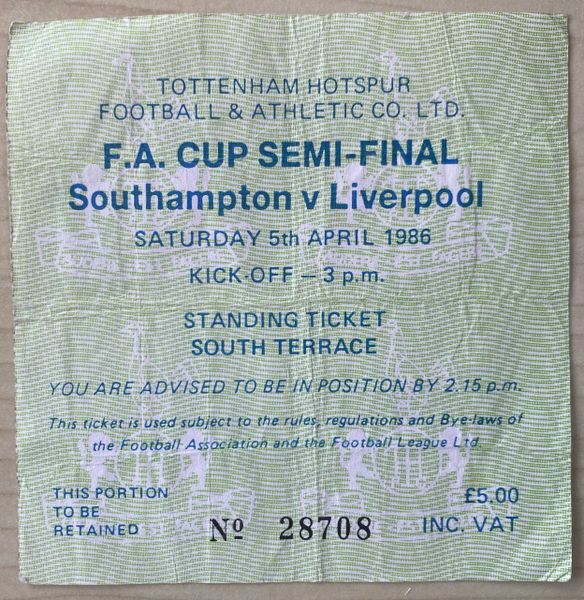 TOTTENHAM HOTSPUR
FOOTBALL & ATHLETIC CO. LTD.
F.A. CUP SEMI-FINAL
Southampton v Liverpool
SATURDAY 5th APRIL 1986
KICK-OFF – 3 p.m.
STANDING TICKET
SOUTH TERRACE
YOU ARE ADVISED TO BE IN POSITION BY 2.15 p.m.
This ticket is used subject to the rules, regulations and Bye-laws of
the Football Association and the Football League Ltd.
THIS PORTION
TO BE
RETAINED
Nº 28708
£5.00
INC. VAT